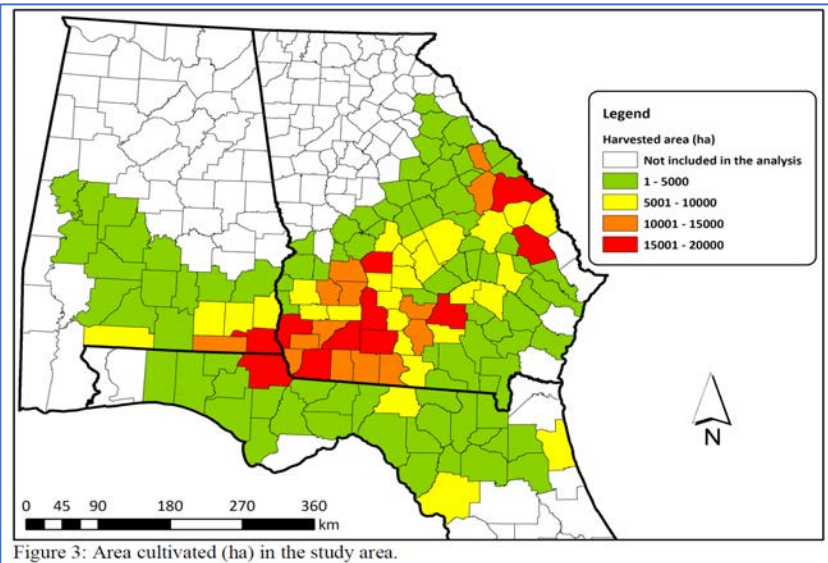 Legend
Harvested area (ha)
Not included in the analysis
1 - 5000
5001 - 10000
10001 - 15000
15001 - 20000
N
0 45 90 180 270 360
km
Figure 3: Area cultivated (ha) in the study area.